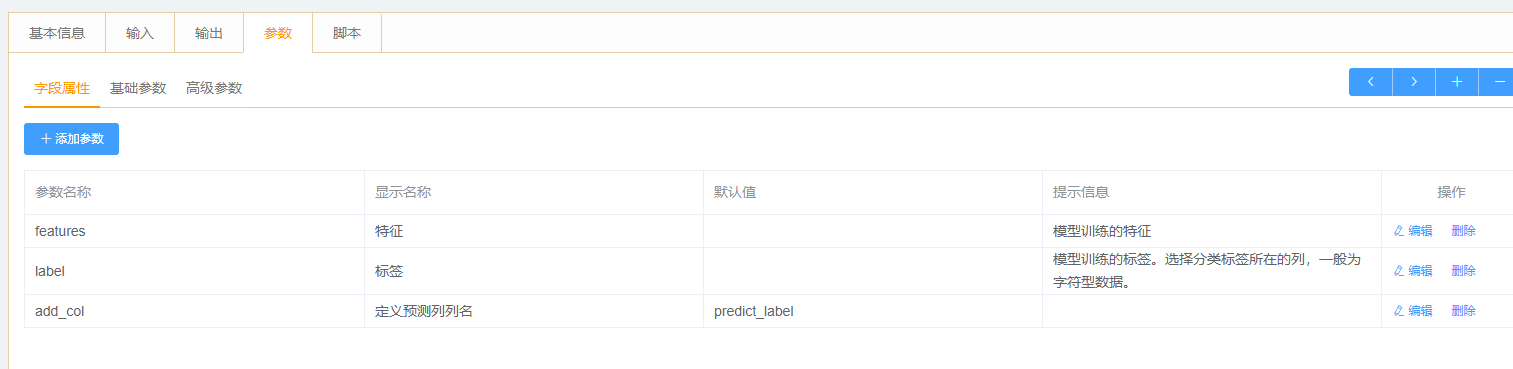 基本信息 输入 输出 参数 脚本
字段属性 基础参数 高级参数
添加参数
参数名称 显示名称 默认值 提示信息 操作
features 特征 模型训练的特征 编辑 删除
label 标签 模型训练的标签。选择分类标签所在的列，一般为
字符型数据。 编辑 删除
add_col 定义预测列列名 predict_label 编辑 删除